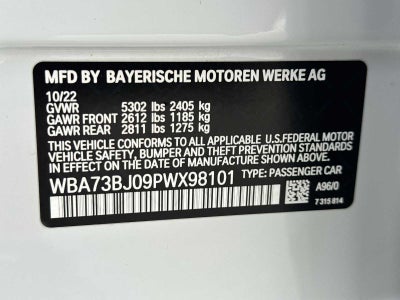 MFD BY BAYERISCHE MOTOREN WERKE AG
10/22
GVWR 5302 lbs 2405 kg
GAWR FRONT 2612 lbs 1185 kg
GAWR REAR 2811 lbs 1275 kg
THIS VEHICLE CONFORMS TO ALL APPLICABLE U.S.FEDERAL MOTOR
VEHICLE SAFETY, BUMPER, AND THEFT PREVENTION STANDARDS
IN EFFECT ON THE DATE OF MANUFACTURE SHOWN ABOVE.
WBA73BJ09PWX98101 TYPE: PASSENGER CAR
A96/0
7 315 814